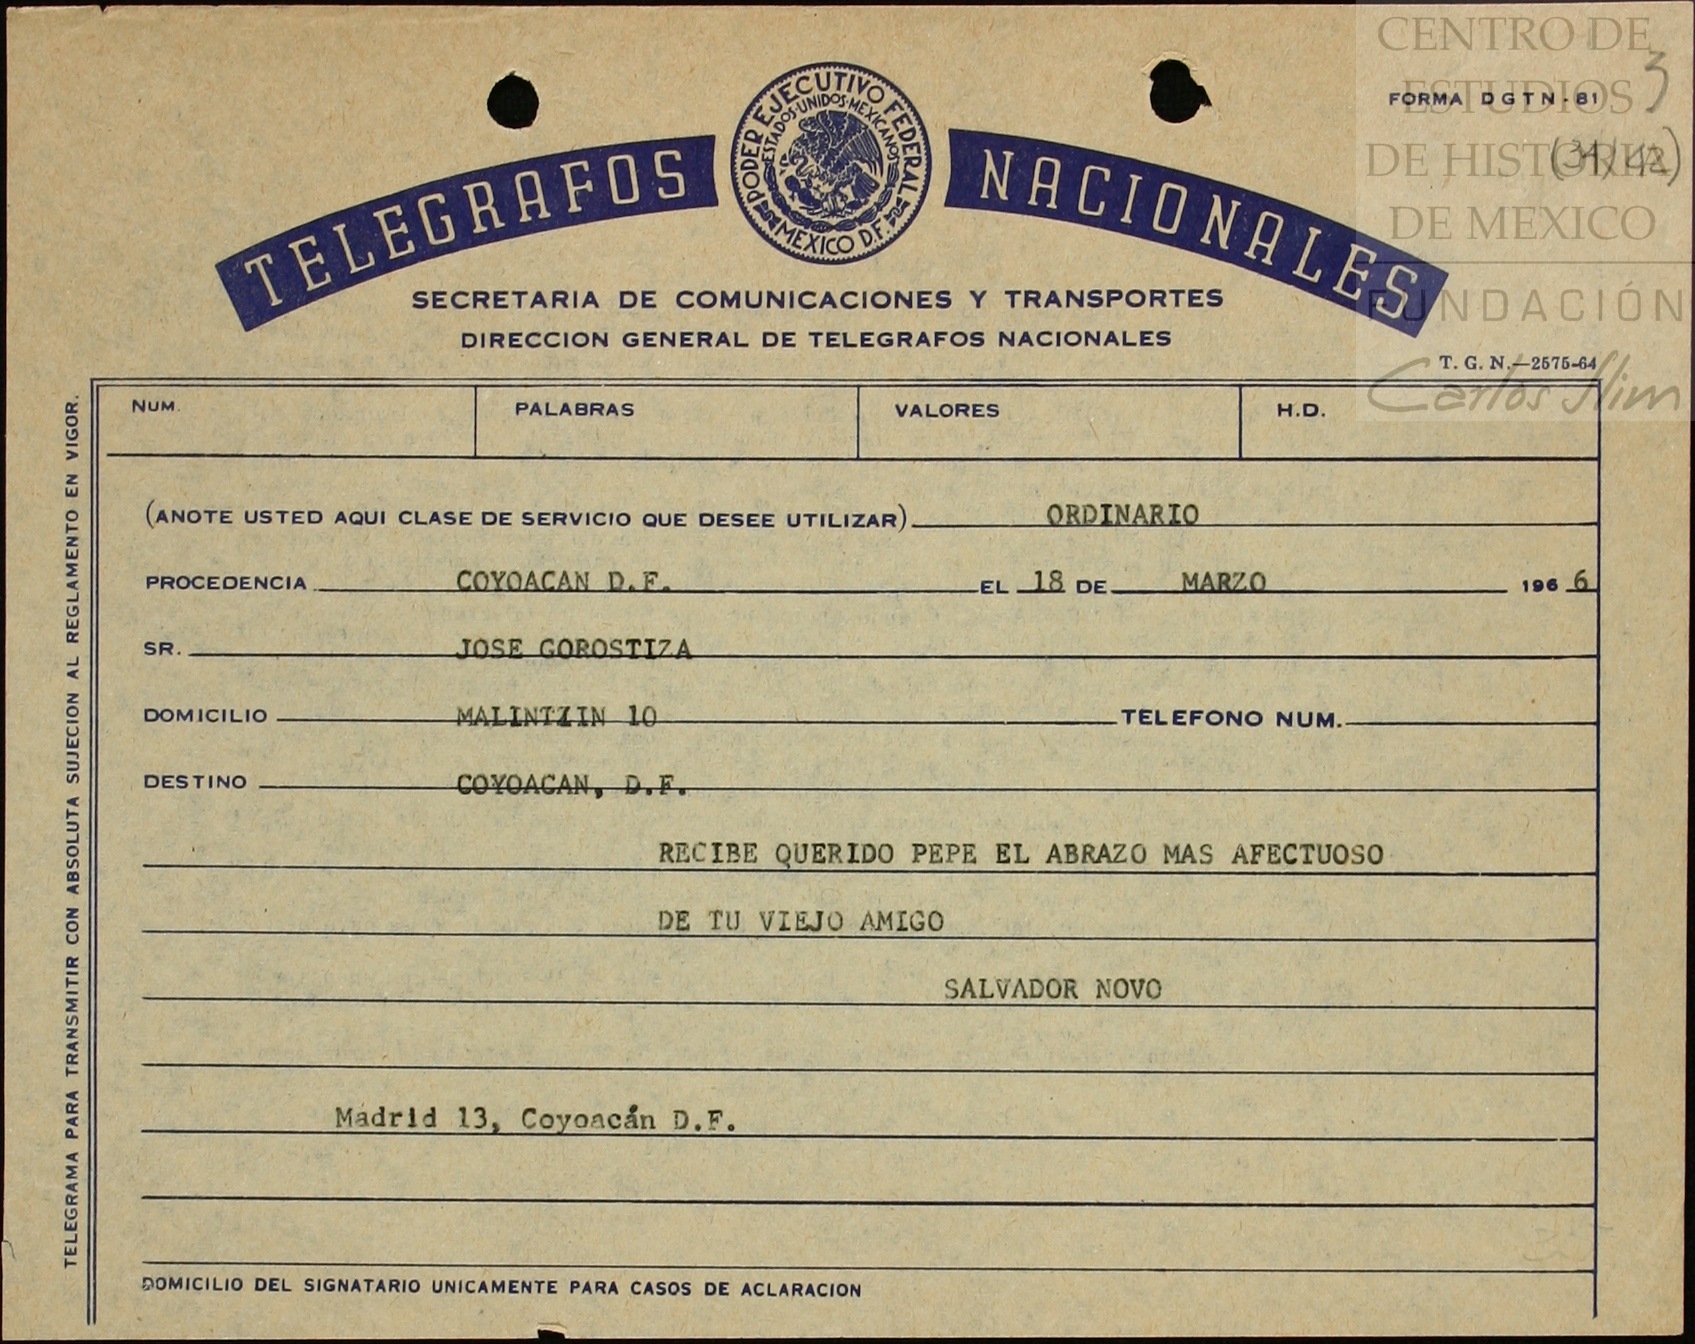 CENTRO DE
ESTUDIOS
DE HISTORIA
DE MEXICO
FUNDACIÓN
Carlos Slim
3
FORMA DGTN-81
TELEGRAFOS NACIONALES
PODER EJECUTIVO FEDERAL
ESTADOS·UNIDOS·MEXICANOS
MEXICO D.F.
SECRETARIA DE COMUNICACIONES Y TRANSPORTES
DIRECCION GENERAL DE TELEGRAFOS NACIONALES
T. G. N.—2575-64
NUM. PALABRAS VALORES H.D.
(ANOTE USTED AQUI CLASE DE SERVICIO QUE DESEE UTILIZAR) ORDINARIO
PROCEDENCIA COYOACAN D.F. EL 18 DE MARZO 1966
SR. JOSE GOROSTIZA
DOMICILIO MALINTZIN 10 TELEFONO NUM.
DESTINO COYOACAN, D.F.
RECIBE QUERIDO PEPE EL ABRAZO MAS AFECTUOSO
DE TU VIEJO AMIGO
SALVADOR NOVO
Madrid 13, Coyoacán D.F.
DOMICILIO DEL SIGNATARIO UNICAMENTE PARA CASOS DE ACLARACION
TELEGRAMA PARA TRANSMITIR CON ABSOLUTA SUJECION AL REGLAMENTO EN VIGOR.